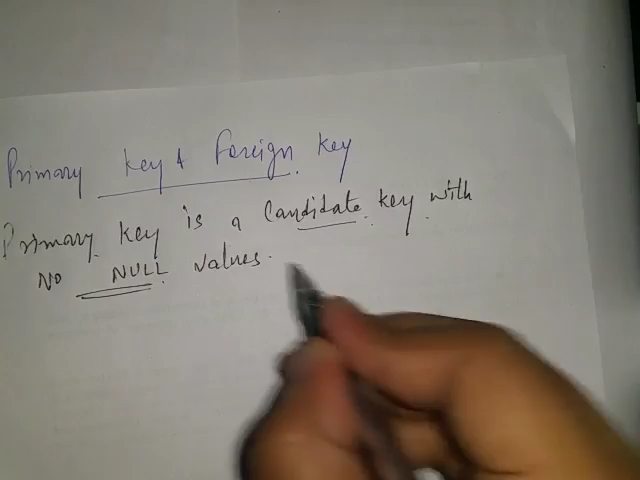 Primary key & Foreign key
Primary key is a Candidate key with
NO NULL values.